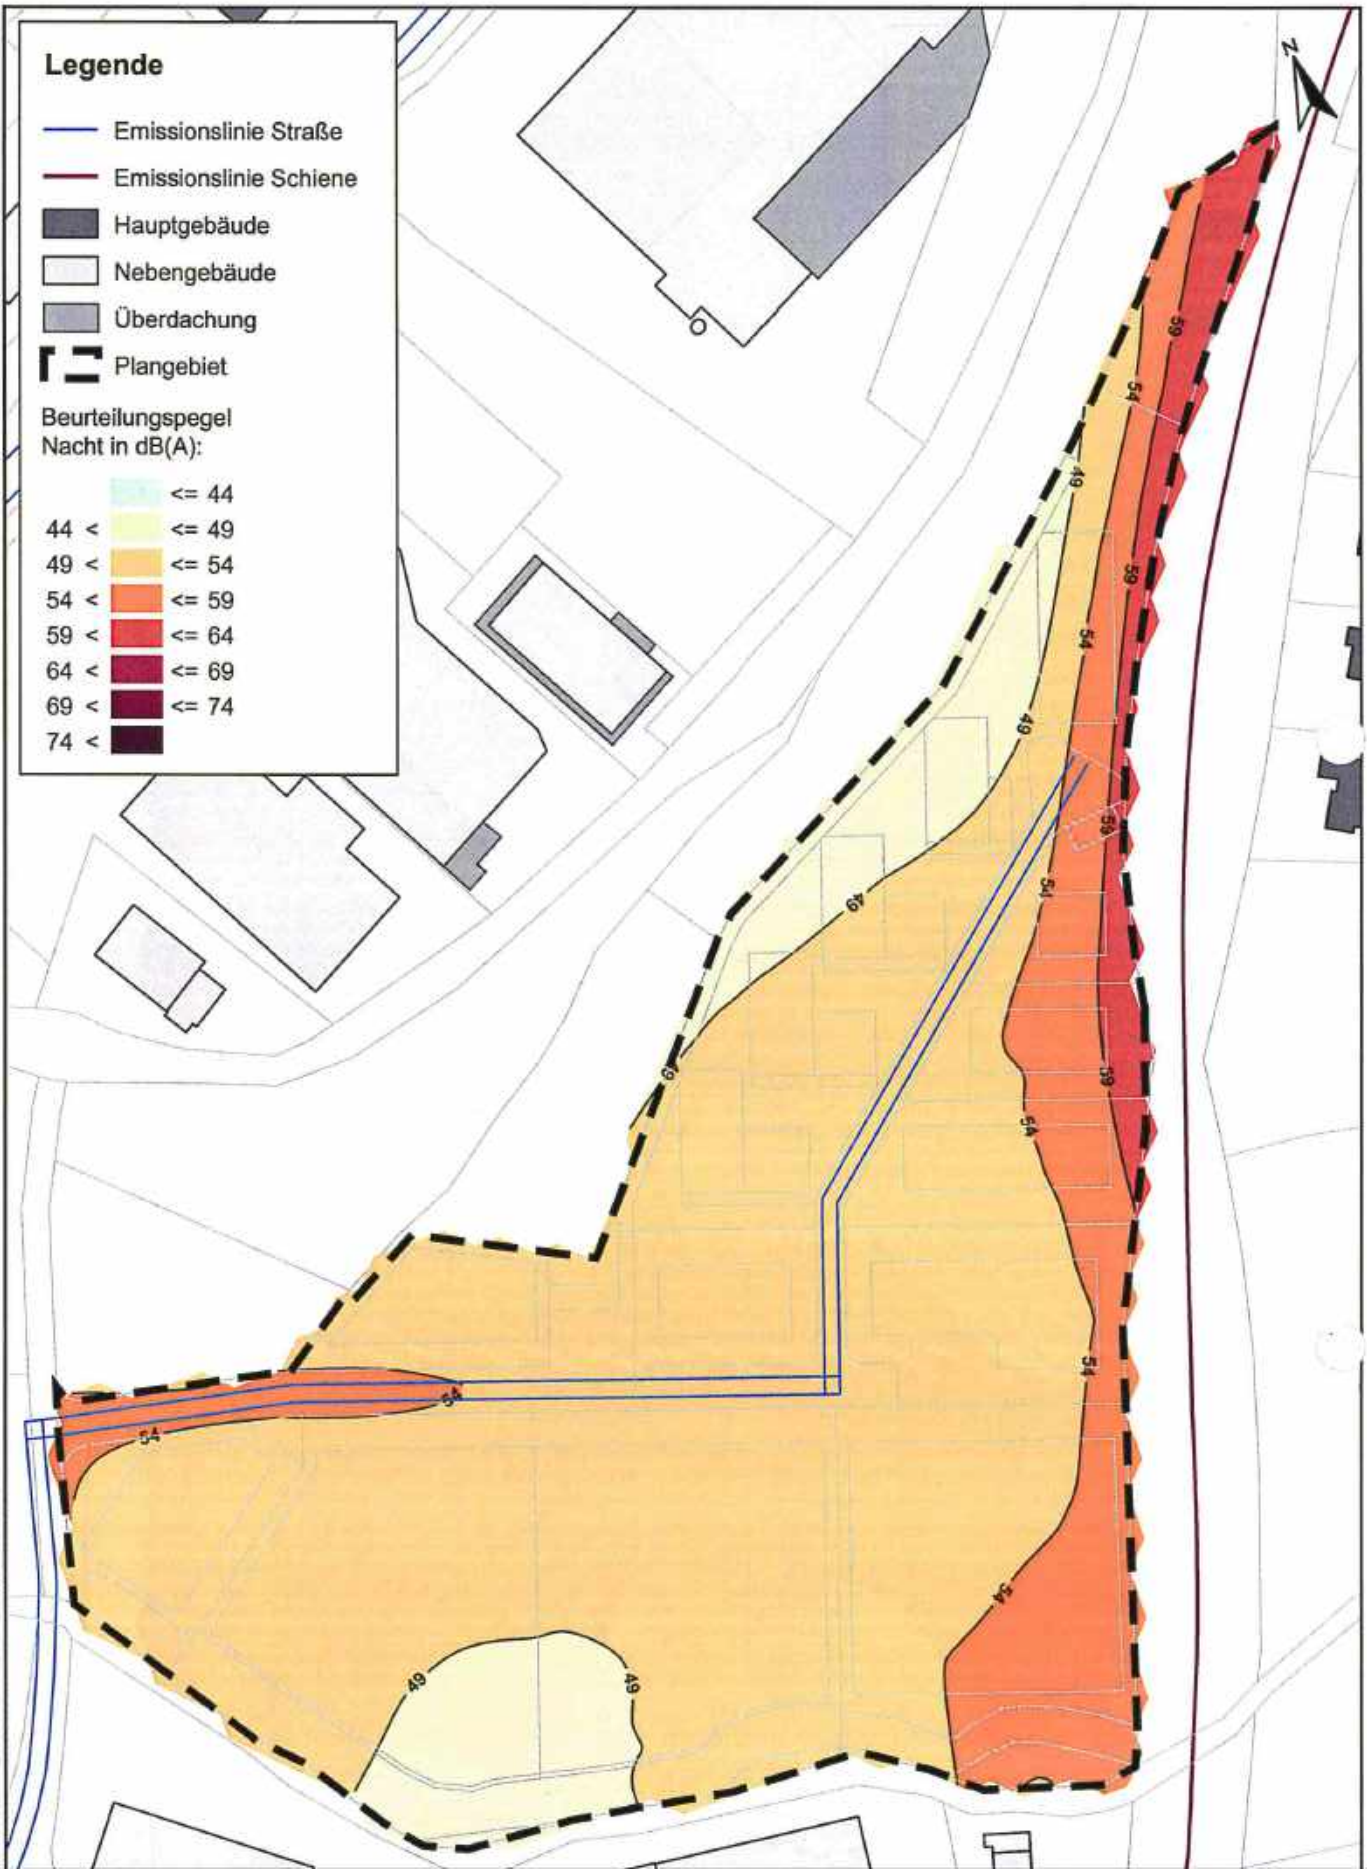 Legende
Emissionslinie Straße
Emissionslinie Schiene
Hauptgebäude
Nebengebäude
Überdachung
Plangebiet
Beurteilungspegel
Nacht in dB(A):
<= 44
44 < <= 49
49 < <= 54
54 < <= 59
59 < <= 64
64 < <= 69
69 < <= 74
74 <
N
59
54
49
59
54
49
59
54
49
49
59
54
54
54
54
54
49
49